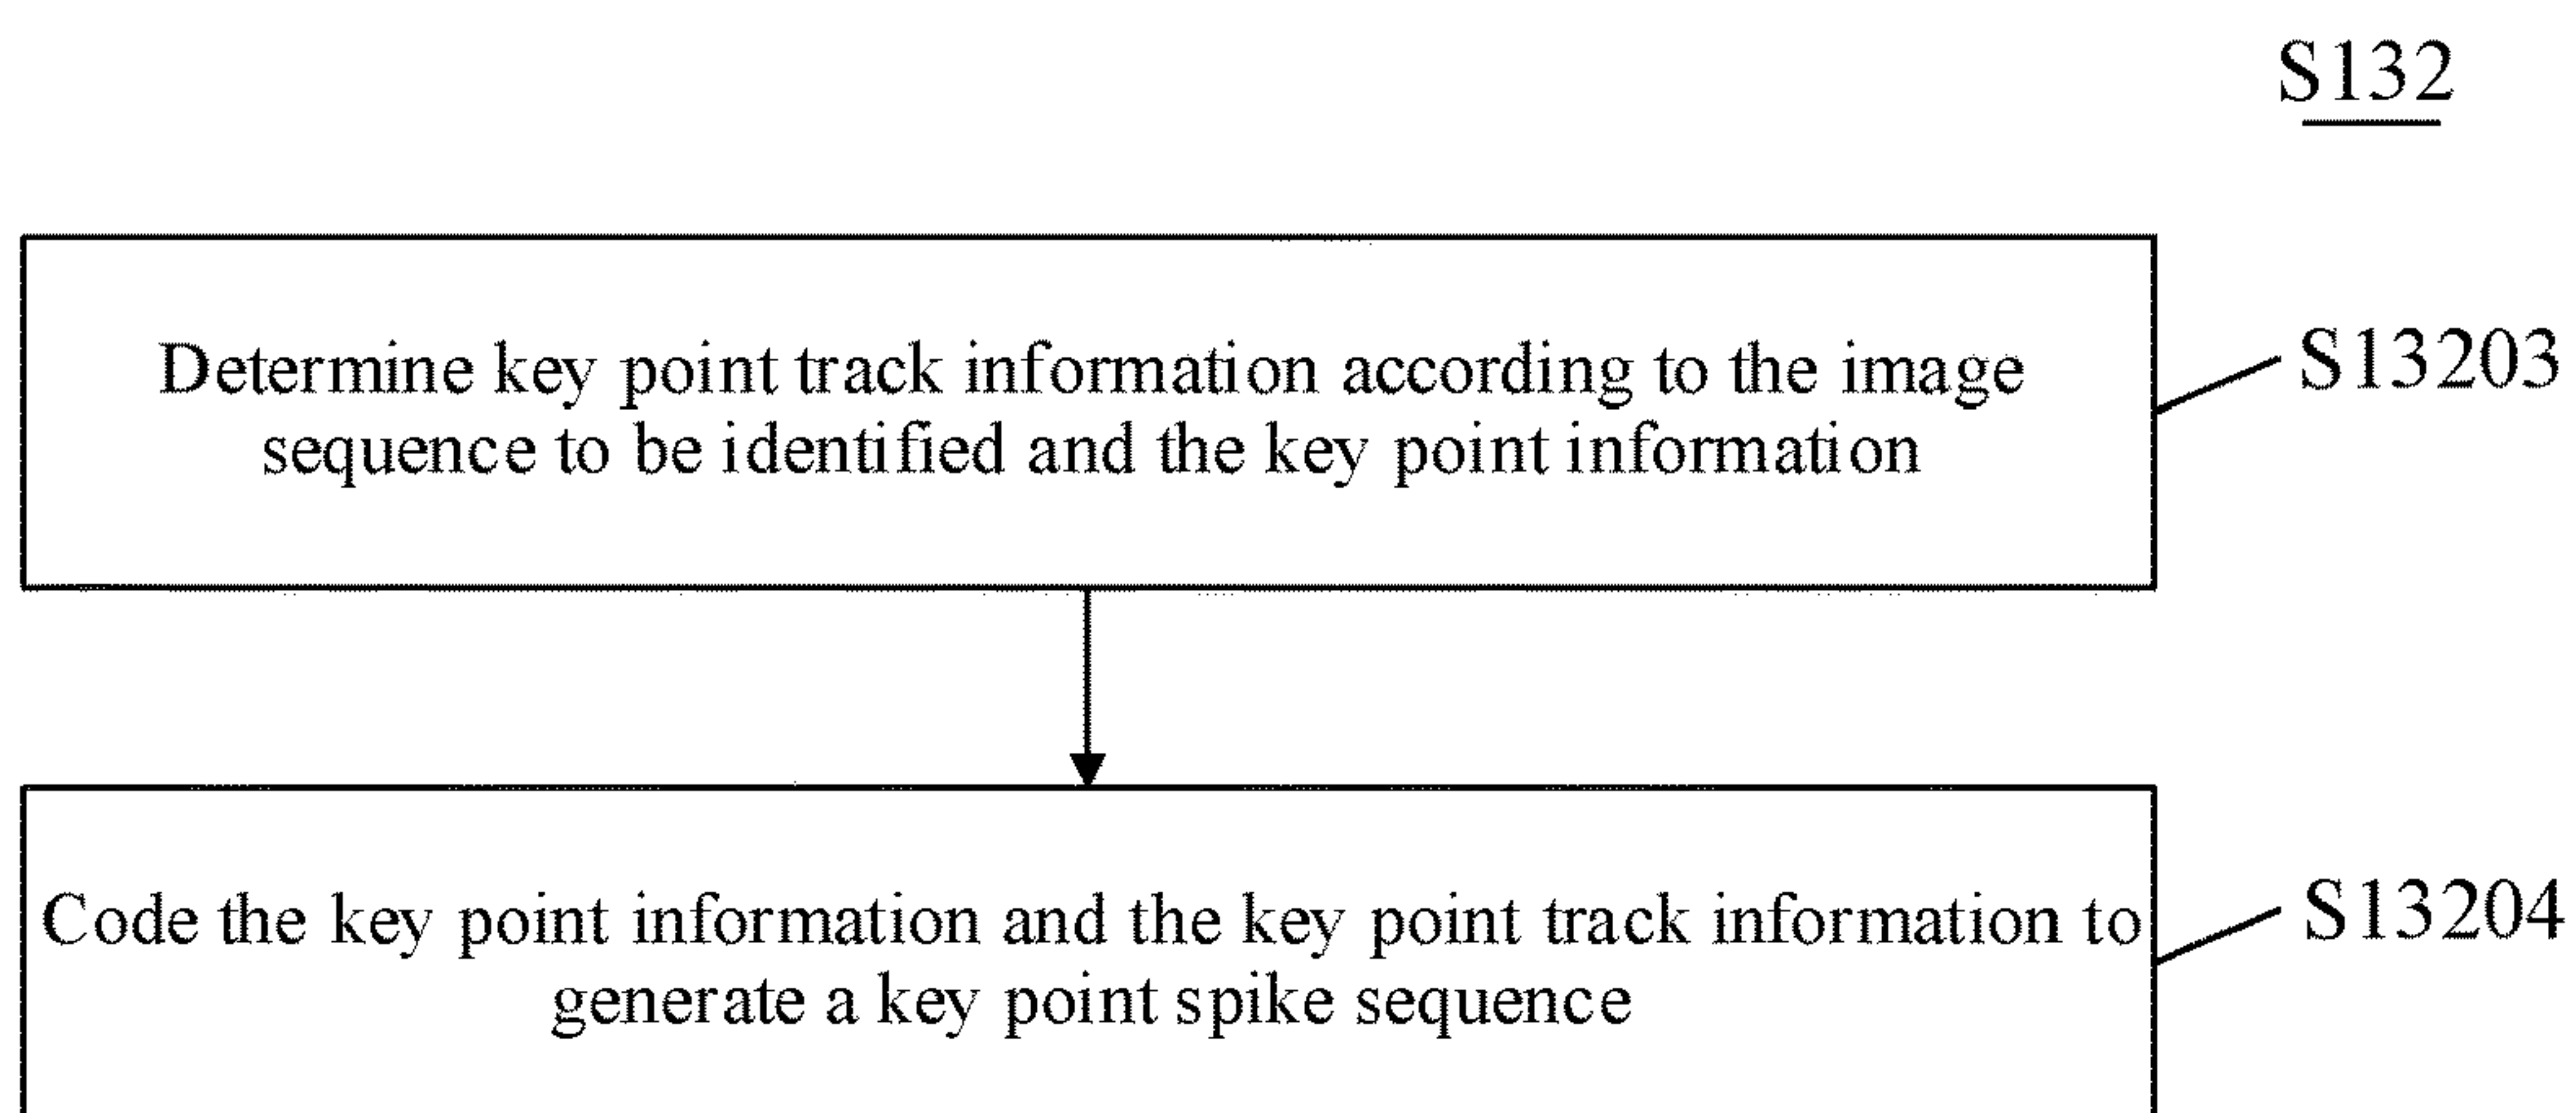 S132
Determine key point track information according to the image
S13203
sequence to be identified and the key point information
Code the key point information and the key point track information to
S13204
generate a key point spike sequence